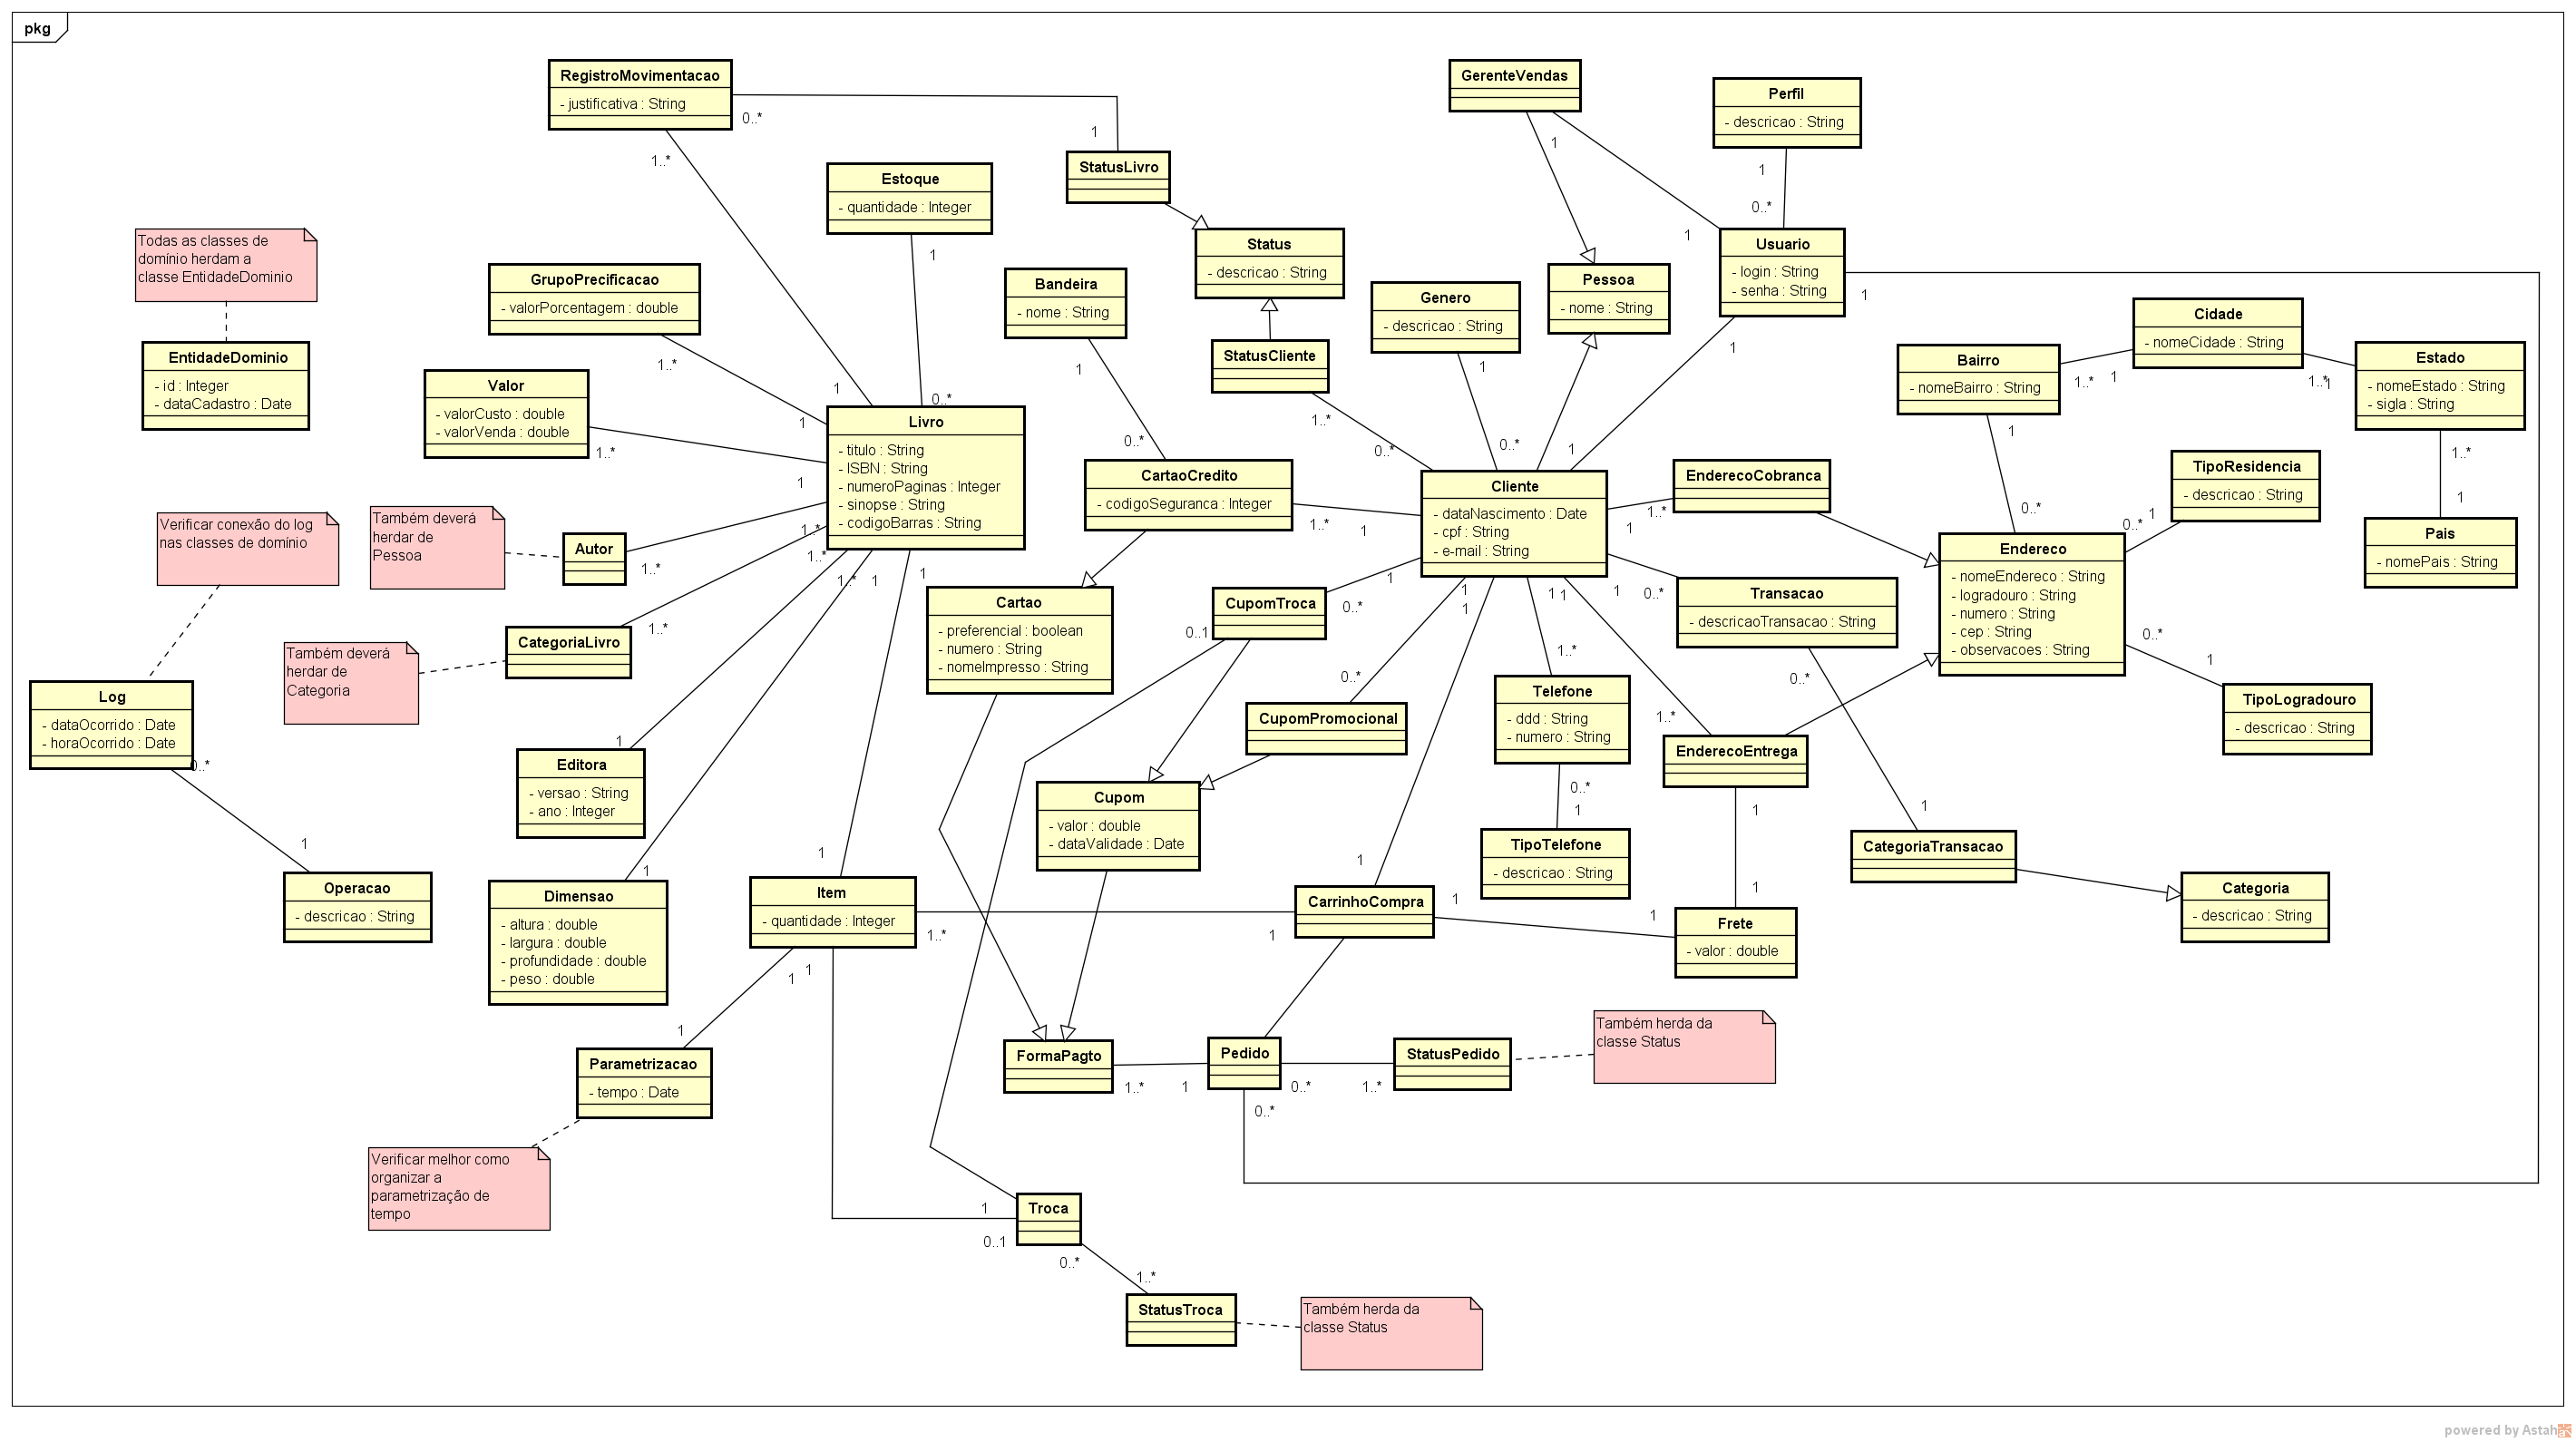 pkg
RegistroMovimentacao
- justificativa : String
0..*
1
1..*
1
StatusLivro
GerenteVendas
1
1
Perfil
- descricao : String
1
0..*
Estoque
- quantidade : Integer
1
0..*
Todas as classes de
domínio herdam a
classe EntidadeDominio
EntidadeDominio
- id : Integer
- dataCadastro : Date
GrupoPrecificacao
- valorPorcentagem : double
1..*
1
Valor
- valorCusto : double
- valorVenda : double
1..*
1
Bandeira
- nome : String
1
0..*
Status
- descricao : String
StatusCliente
1..*
0..*
Genero
- descricao : String
1
0..*
Pessoa
- nome : String
Usuario
- login : String
- senha : String
1
1
1
Cidade
- nomeCidade : String
1
1..*
Bairro
- nomeBairro : String
1..*
1
0..*
Estado
- nomeEstado : String
- sigla : String
1
1..*
1
Pais
- nomePais : String
Livro
- titulo : String
- ISBN : String
- numeroPaginas : Integer
- sinopse : String
- codigoBarras : String
CartaoCredito
- codigoSeguranca : Integer
1..*
1
Cliente
- dataNascimento : Date
- cpf : String
- e-mail : String
EnderecoCobranca
1..*
1
TipoResidencia
- descricao : String
1
0..*
Endereco
- nomeEndereco : String
- logradouro : String
- numero : String
- cep : String
- observacoes : String
0..*
1
TipoLogradouro
- descricao : String
Verificar conexão do log
nas classes de domínio
Também deverá
herdar de
Pessoa
Autor
1..*
1..*
CategoriaLivro
1..*
1..*
Também deverá
herdar de
Categoria
Log
- dataOcorrido : Date
- horaOcorrido : Date
0..*
1
Operacao
- descricao : String
Editora
- versao : String
- ano : Integer
1
1..*
Dimensao
- altura : double
- largura : double
- profundidade : double
- peso : double
1
1
1
Cartao
- preferencial : boolean
- numero : String
- nomeImpresso : String
CupomTroca
0..1
0..*
1
CupomPromocional
0..*
1
1
1
1
Cupom
- valor : double
- dataValidade : Date
Telefone
- ddd : String
- numero : String
1..*
0..*
1
TipoTelefone
- descricao : String
Transacao
- descricaoTransacao : String
1
0..*
0..*
1
EnderecoEntrega
1..*
1
1
CategoriaTransacao
Categoria
- descricao : String
Item
- quantidade : Integer
1
1..*
1
1
CarrinhoCompra
1
1
1
Frete
- valor : double
Parametrizacao
- tempo : Date
1
Verificar melhor como
organizar a
parametrização de
tempo
FormaPagto
1..*
1
Pedido
0..*
1..*
0..*
StatusPedido
Também herda da
classe Status
Troca
1
0..1
0..*
1..*
StatusTroca
Também herda da
classe Status
powered by Astah